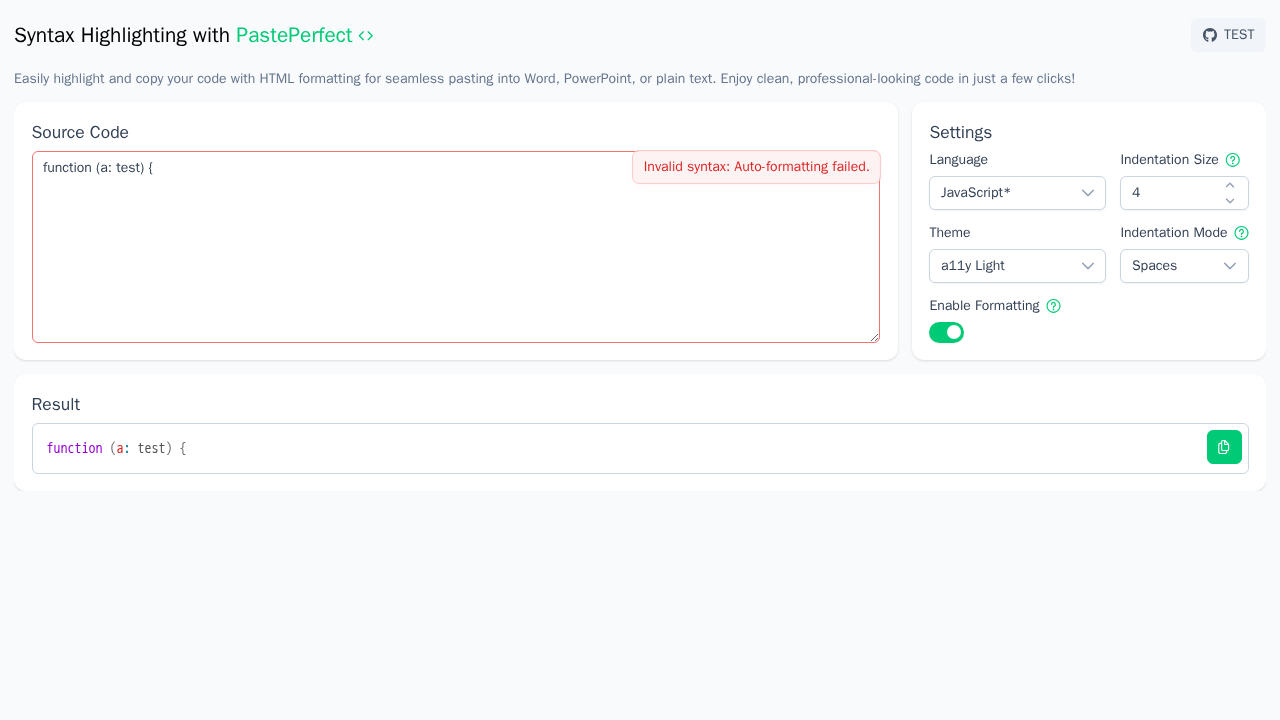 Syntax Highlighting with PastePerfect <>
TEST
Easily highlight and copy your code with HTML formatting for seamless pasting into Word, PowerPoint, or plain text. Enjoy clean, professional-looking code in just a few clicks!
Source Code
function (a: test) {
Invalid syntax: Auto-formatting failed.
Settings
Language
Indentation Size
JavaScript*
4
Theme
Indentation Mode
a11y Light
Spaces
Enable Formatting
Result
function (a: test) {